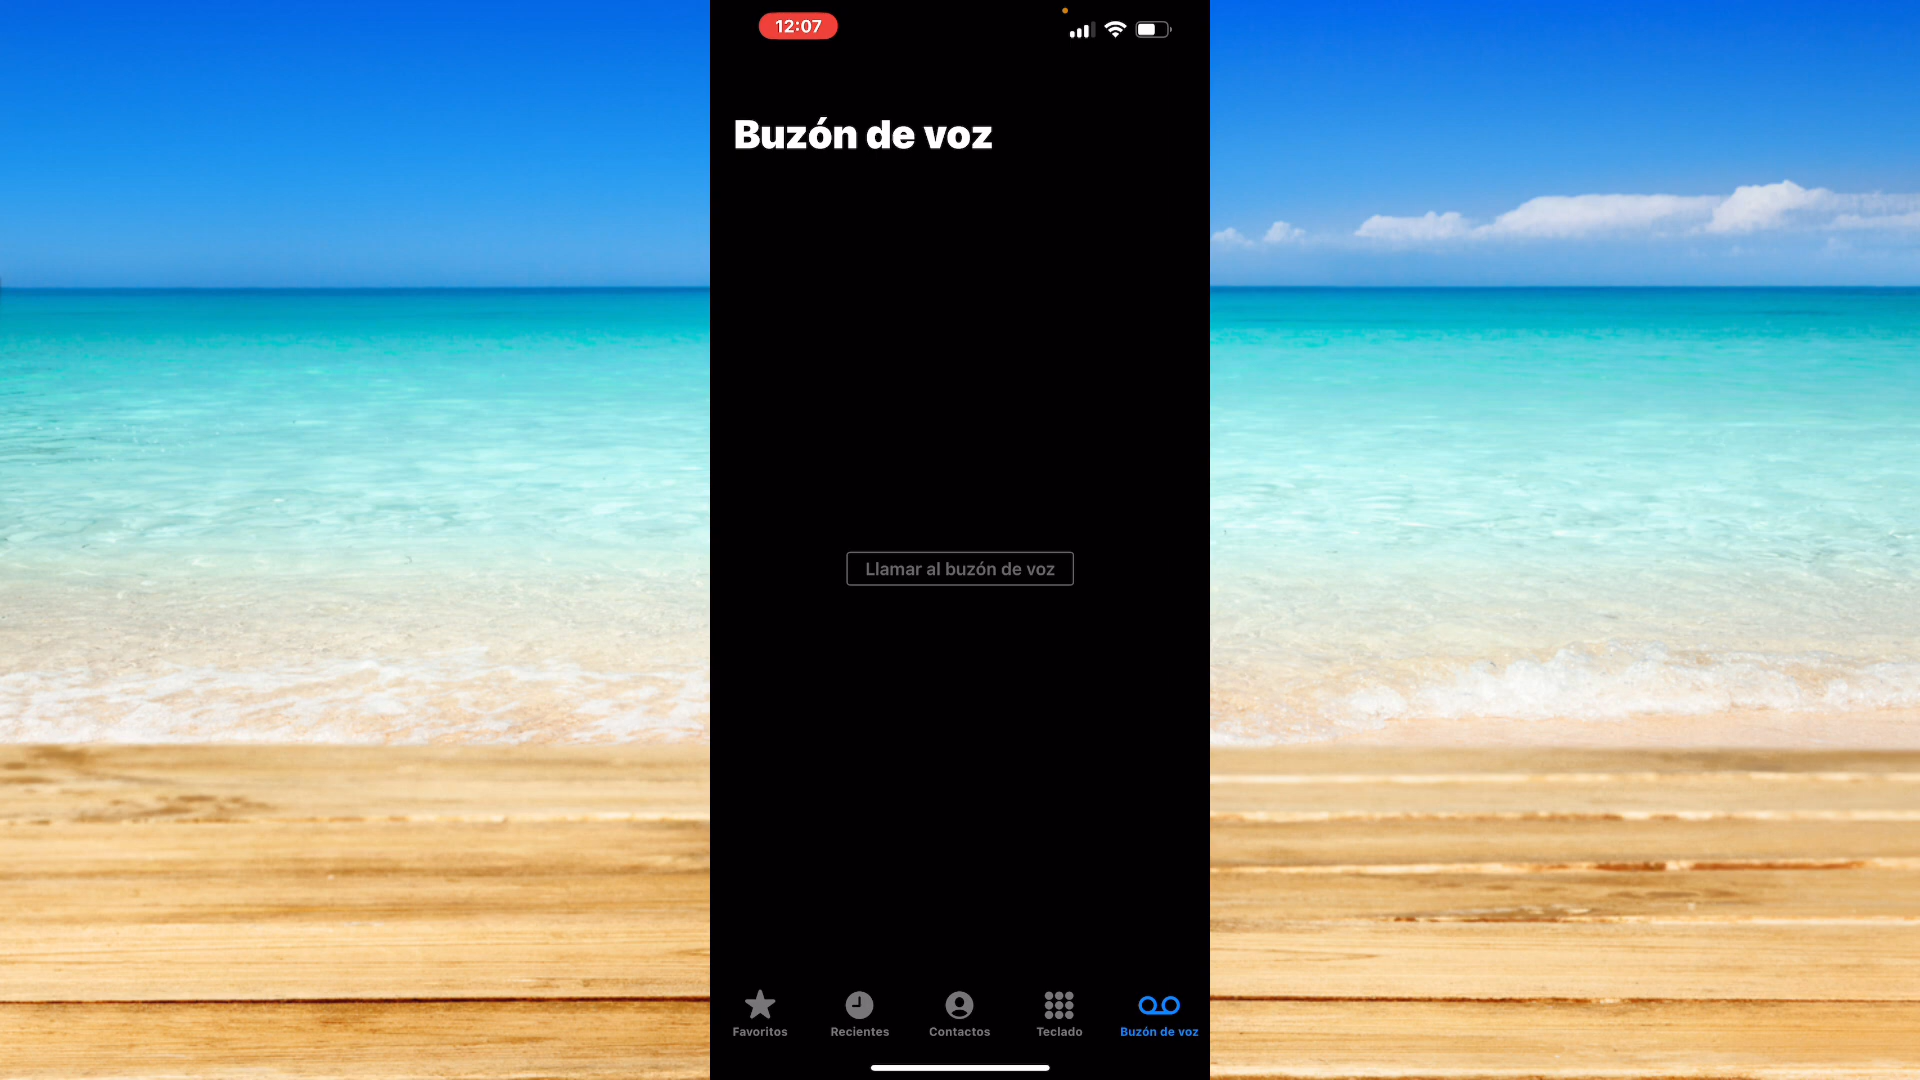 12:07
Buzón de voz
Llamar al buzón de voz
Favoritos
Recientes
Contactos
Teclado
Buzón de voz